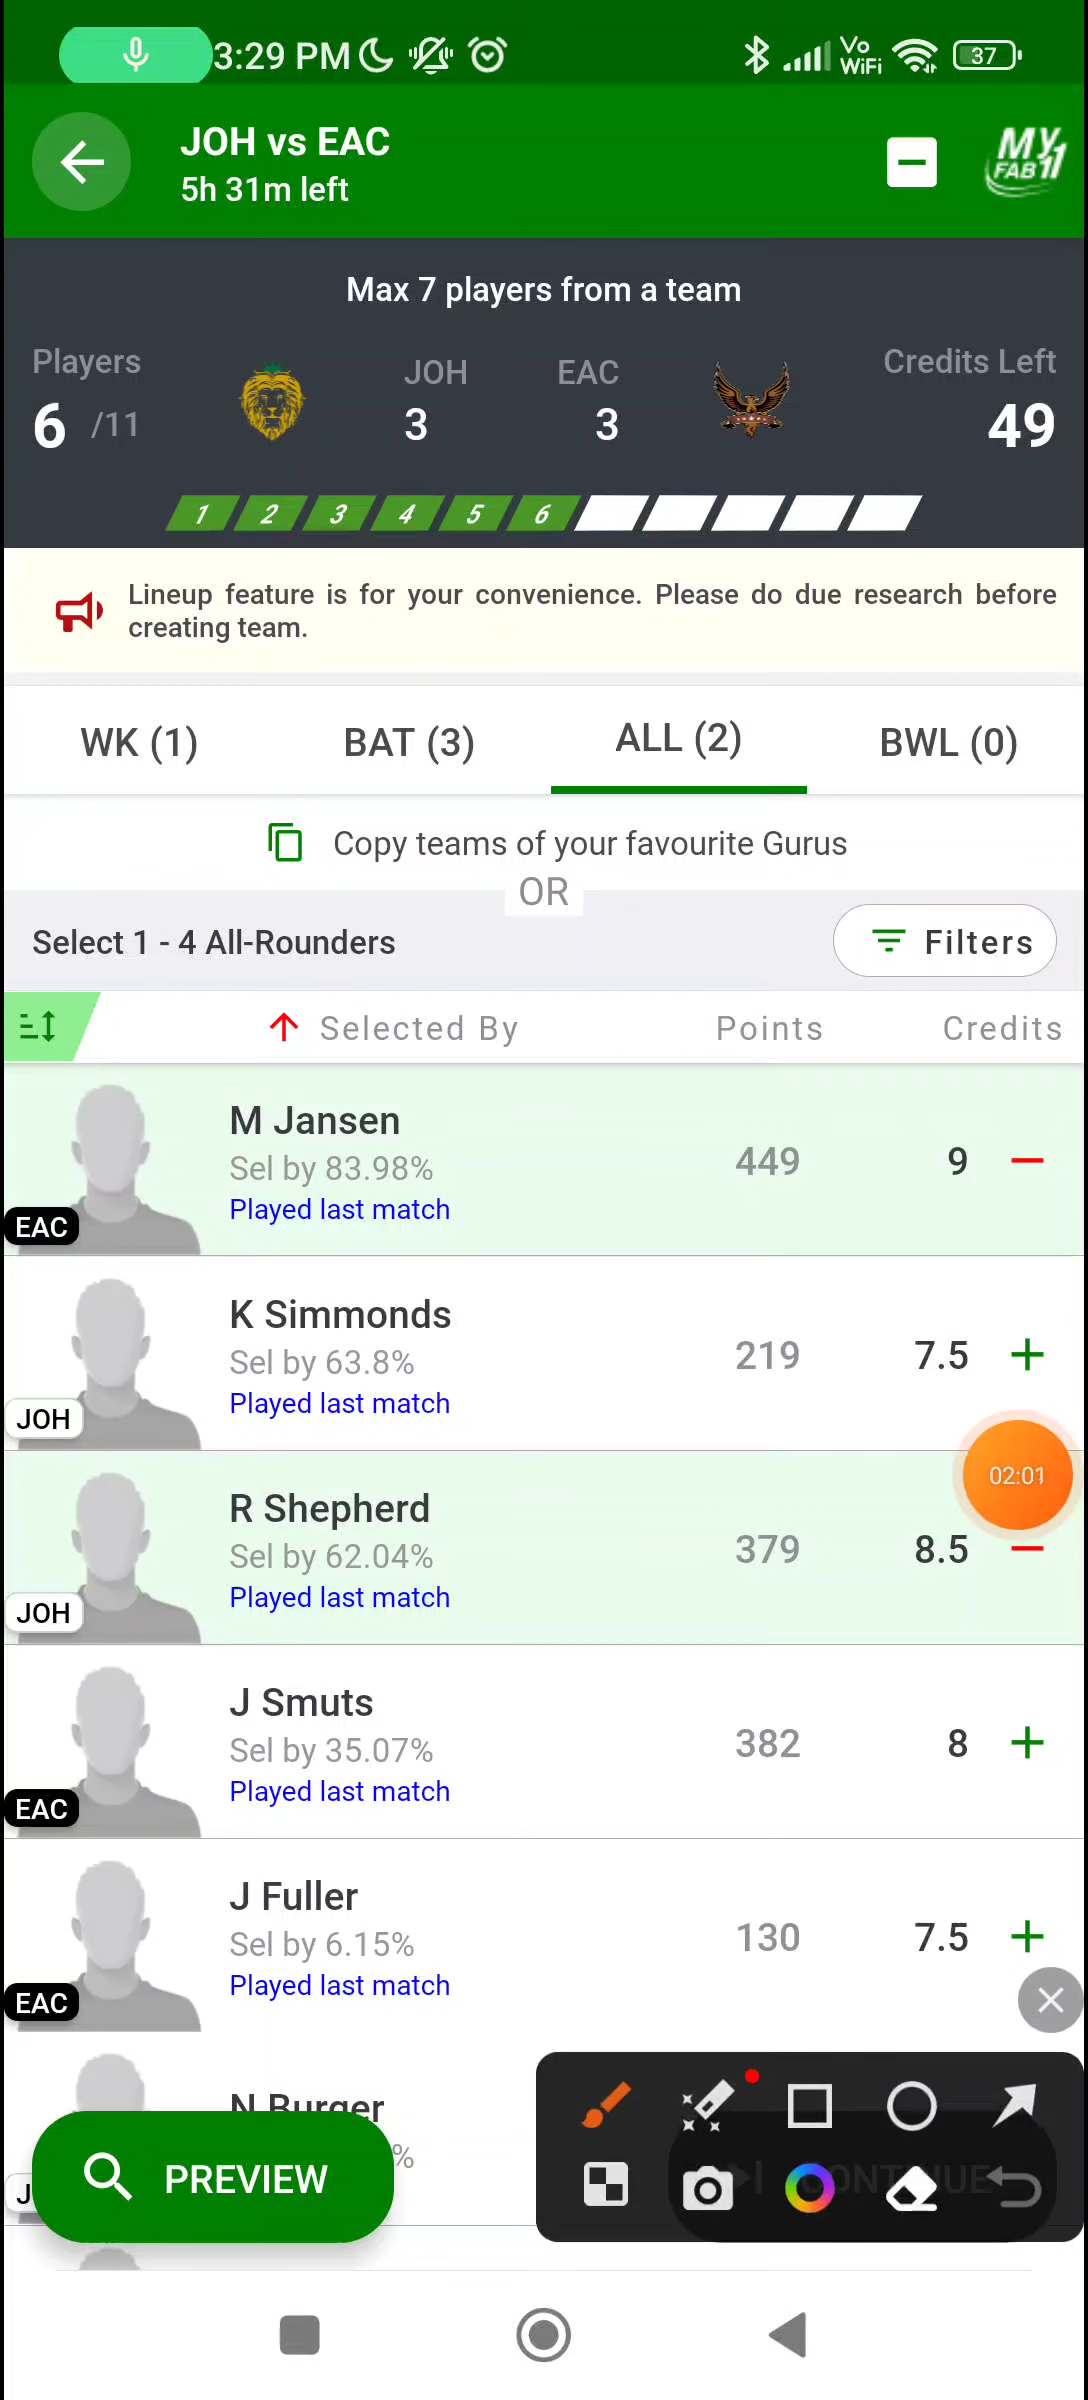 3:29 PM
Vo
WiFi
37
JOH vs EAC
5h 31m left
MY
FAB11
Max 7 players from a team
Players
6 /11
JOH
3
EAC
3
Credits Left
49
1 2 3 4 5 6
Lineup feature is for your convenience. Please do due research before
creating team.
WK (1) BAT (3) ALL (2) BWL (0)
Copy teams of your favourite Gurus
OR
Select 1 - 4 All-Rounders
Filters
Selected By Points Credits
M Jansen
Sel by 83.98%
Played last match
EAC
449 9
K Simmonds
Sel by 63.8%
Played last match
JOH
219 7.5
02:01
R Shepherd
Sel by 62.04%
Played last match
JOH
379 8.5
J Smuts
Sel by 35.07%
Played last match
EAC
382 8
J Fuller
Sel by 6.15%
Played last match
EAC
130 7.5
N Burger
%
J
PREVIEW
CONTINUE